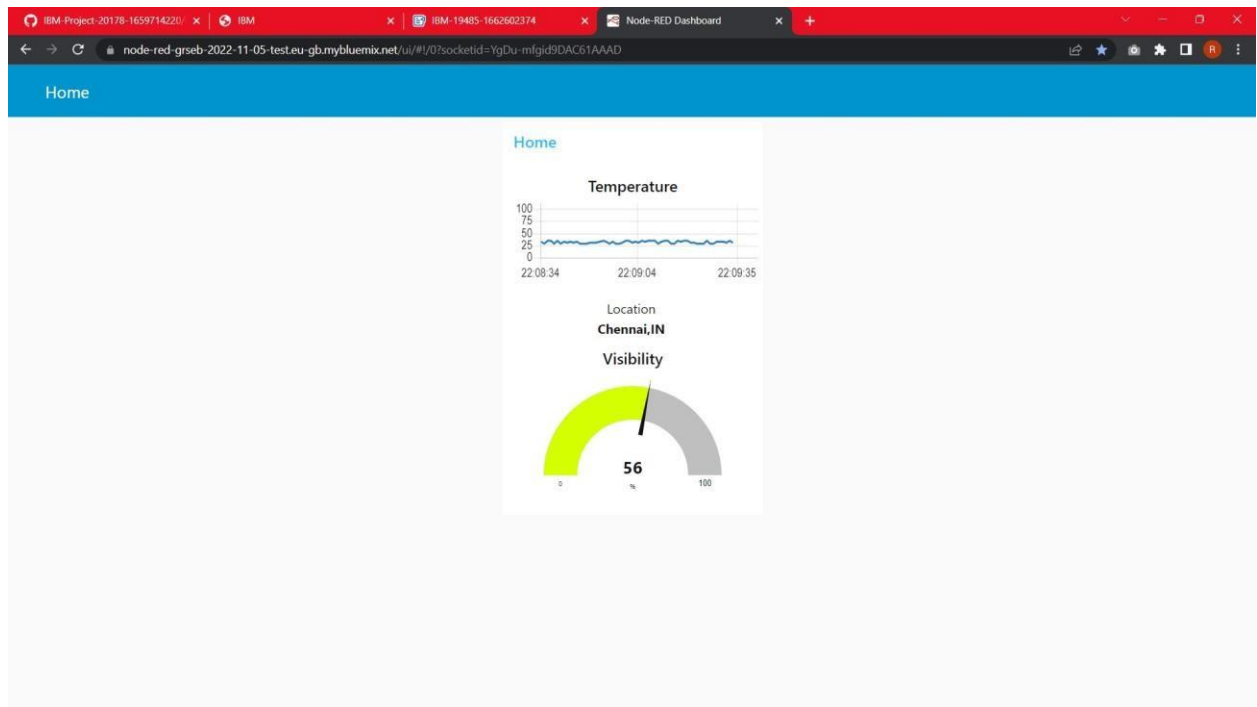 IBM-Project-20178-1659714220/
IBM
IBM-19485-1662602374
Node-RED Dashboard
node-red-grseb-2022-11-05-test.eu-gb.mybluemix.net/ui/#!/0?socketid=YgDu-mfgid9DAC61AAAD
R
Home
Home
Temperature
100
75
50
25
0
22:08:34 22:09:04 22:09:35
Location
Chennai,IN
Visibility
56
0 % 100